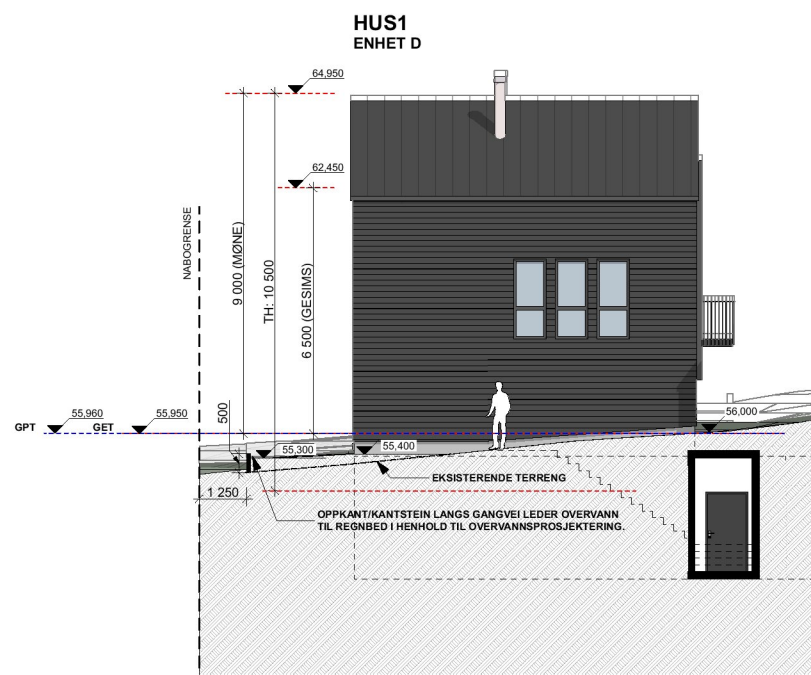 HUS1
ENHET D
64,950
62,450
NABOGRENSE
9 000 (MØNE)
TH: 10 500
6 500 (GESIMS)
500
GPT
55,960
GET
55,950
56,000
55,300
55,400
EKSISTERENDE TERRENG
1 250
OPPKANT/KANTSTEIN LANGS GANGVEI LEDER OVERVANN
TIL REGNBED I HENHOLD TIL OVERVANNSPROSJEKTERING.